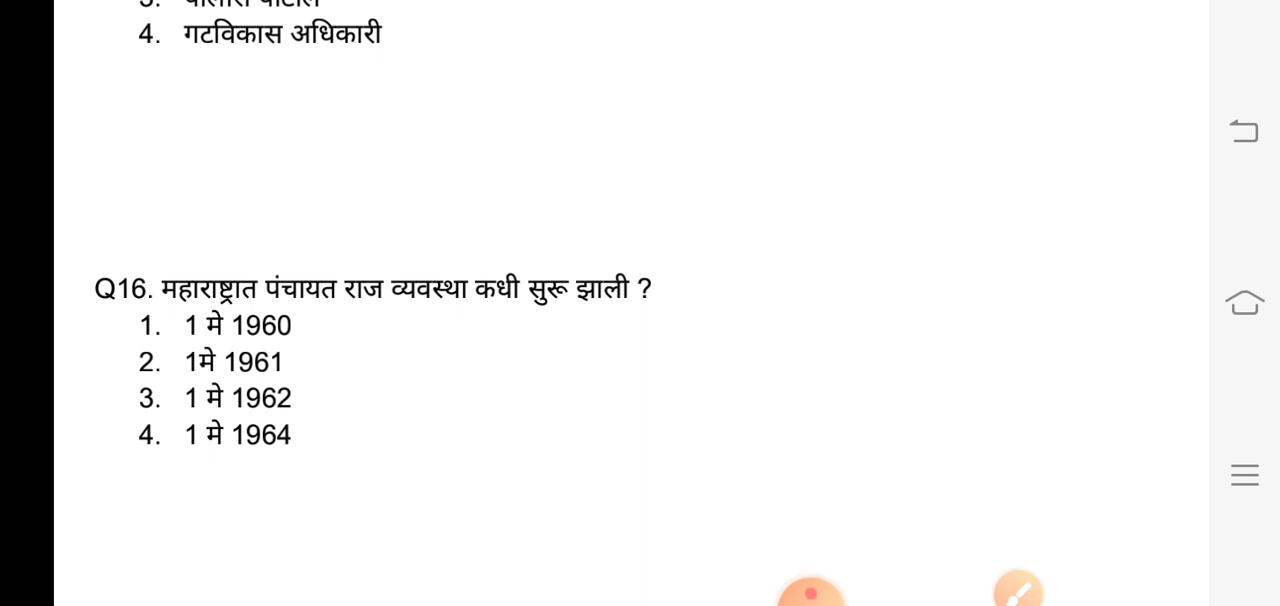 4. गटविकास अधिकारी
Q16. महाराष्ट्रात पंचायत राज व्यवस्था कधी सुरू झाली ?
1. 1 मे 1960
2. 1मे 1961
3. 1 मे 1962
4. 1 मे 1964